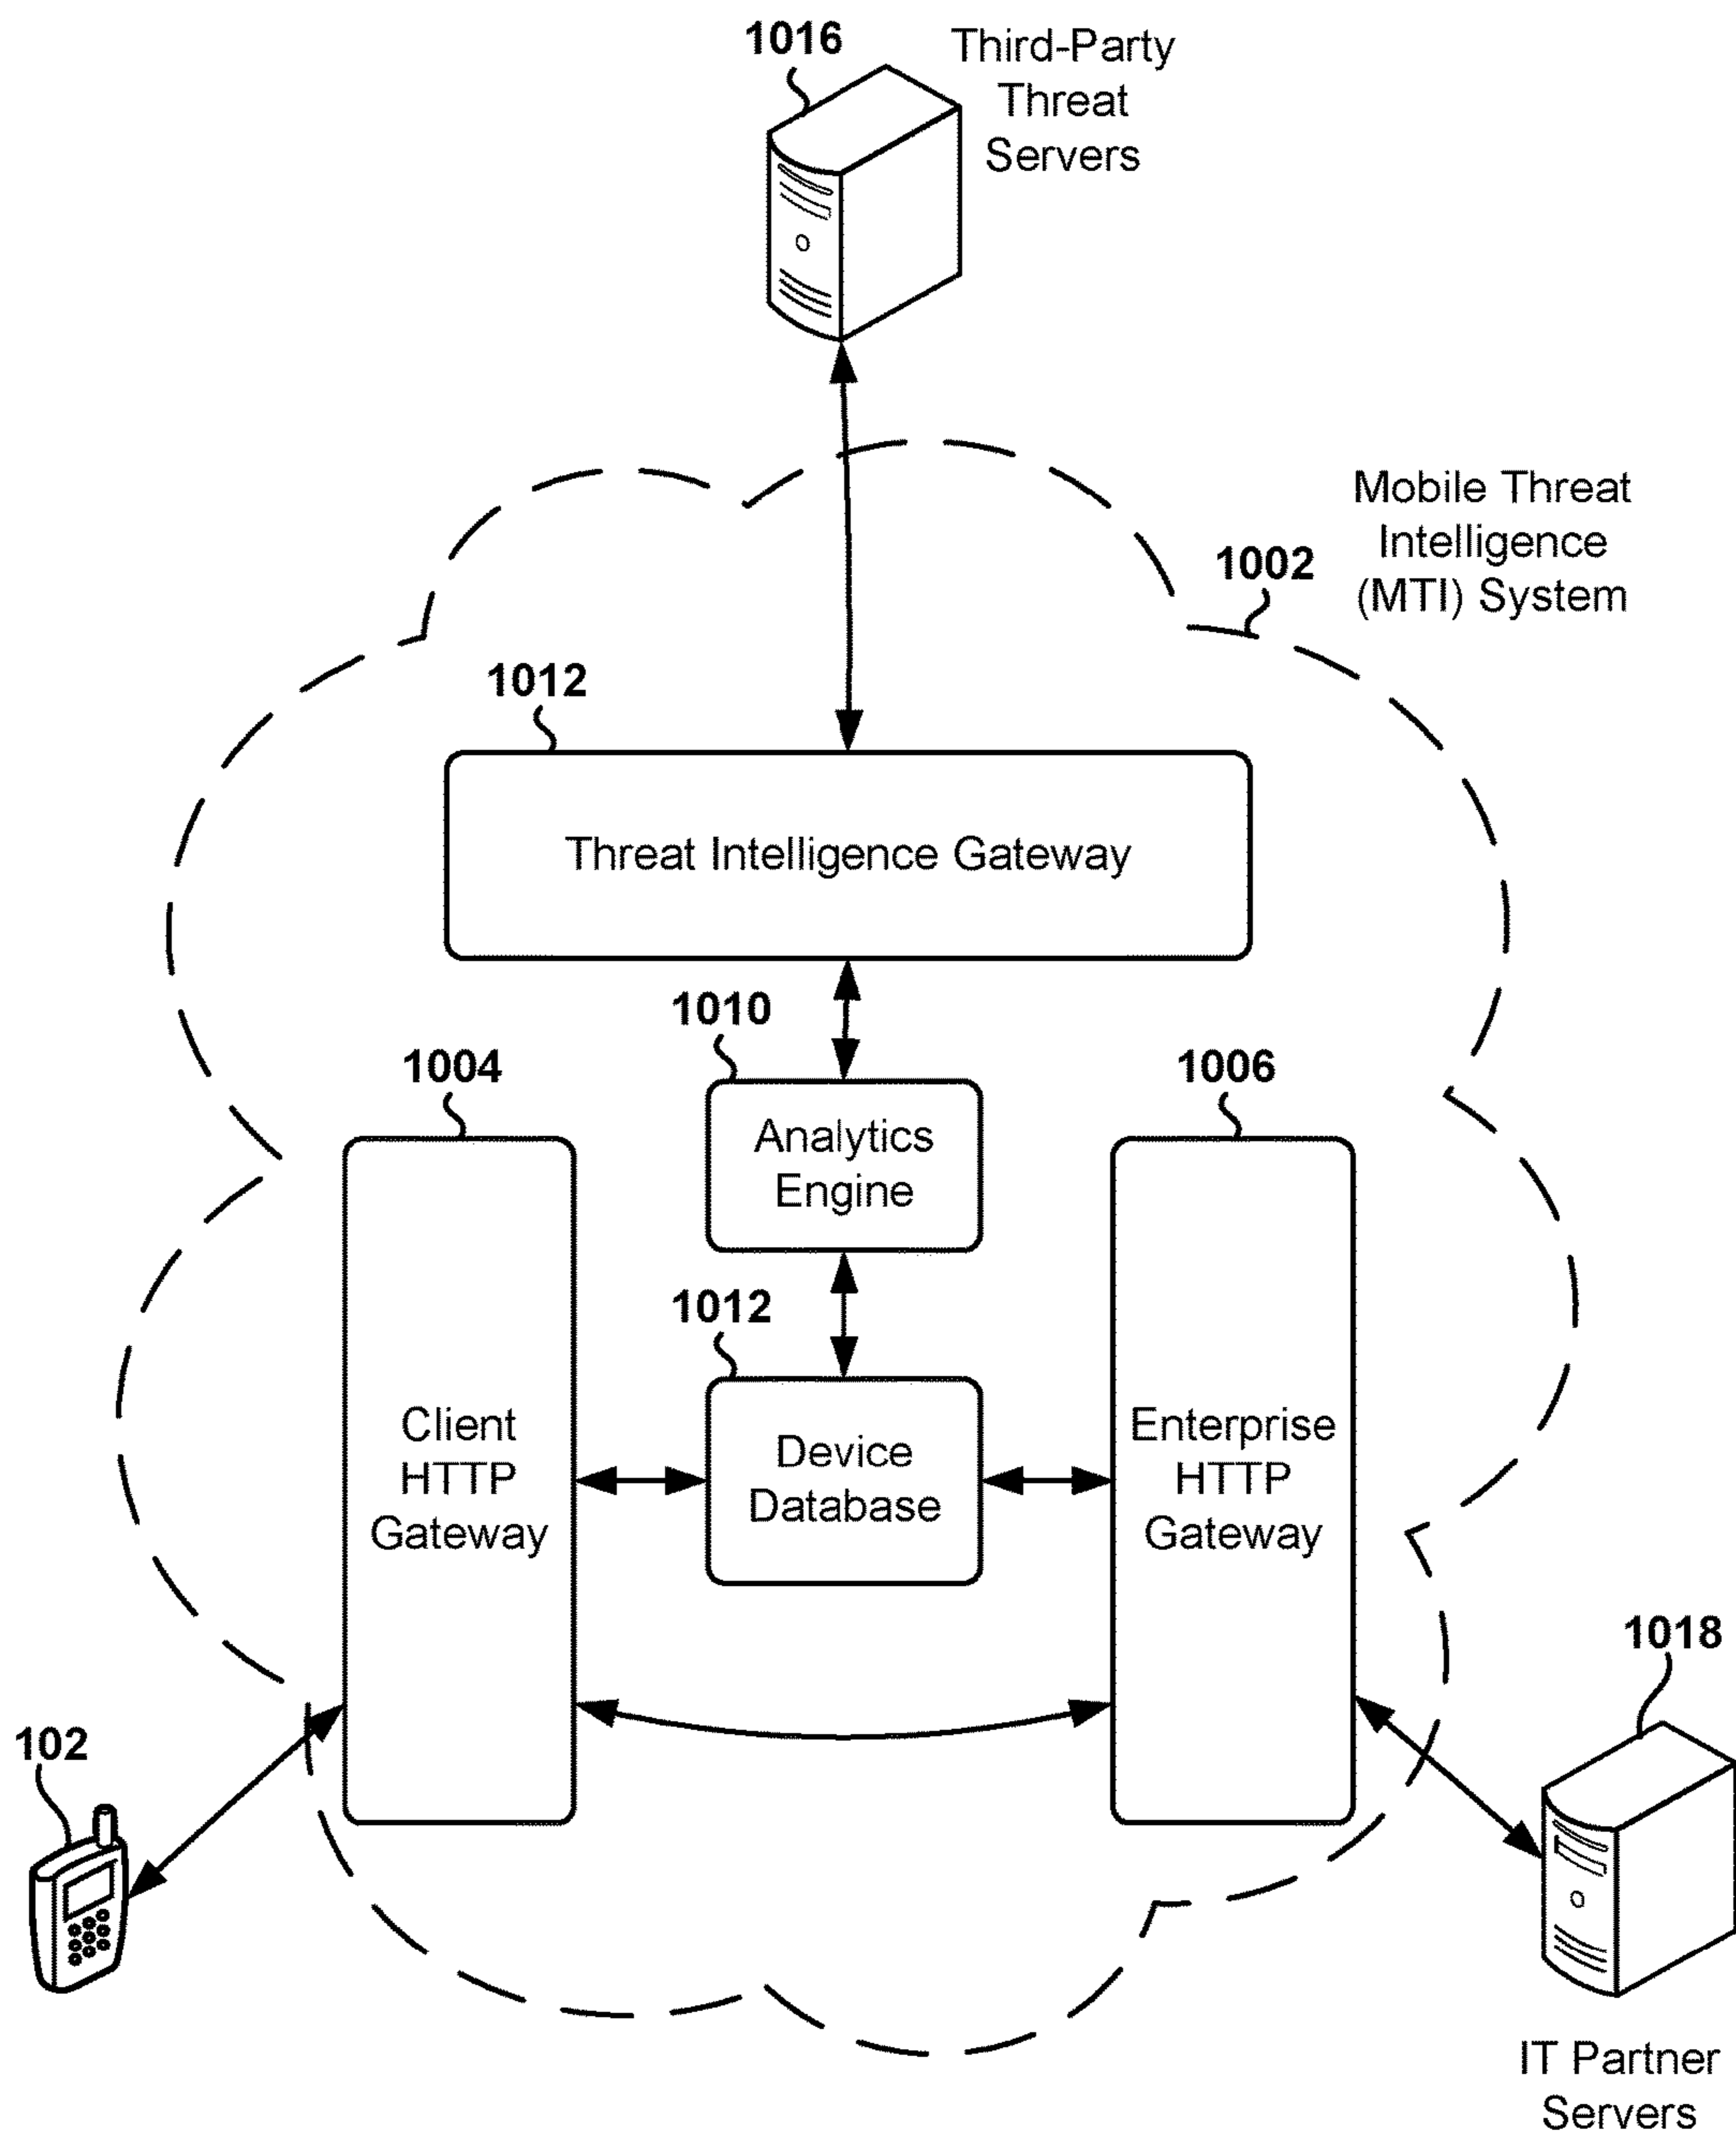 1016
Third-Party
Threat
Servers
Mobile Threat
Intelligence
(MTI) System
1002
1012
Threat Intelligence Gateway
1010
1004
1006
Analytics
Engine
1012
Client
HTTP
Gateway
Device
Database
Enterprise
HTTP
Gateway
1018
102
IT Partner
Servers